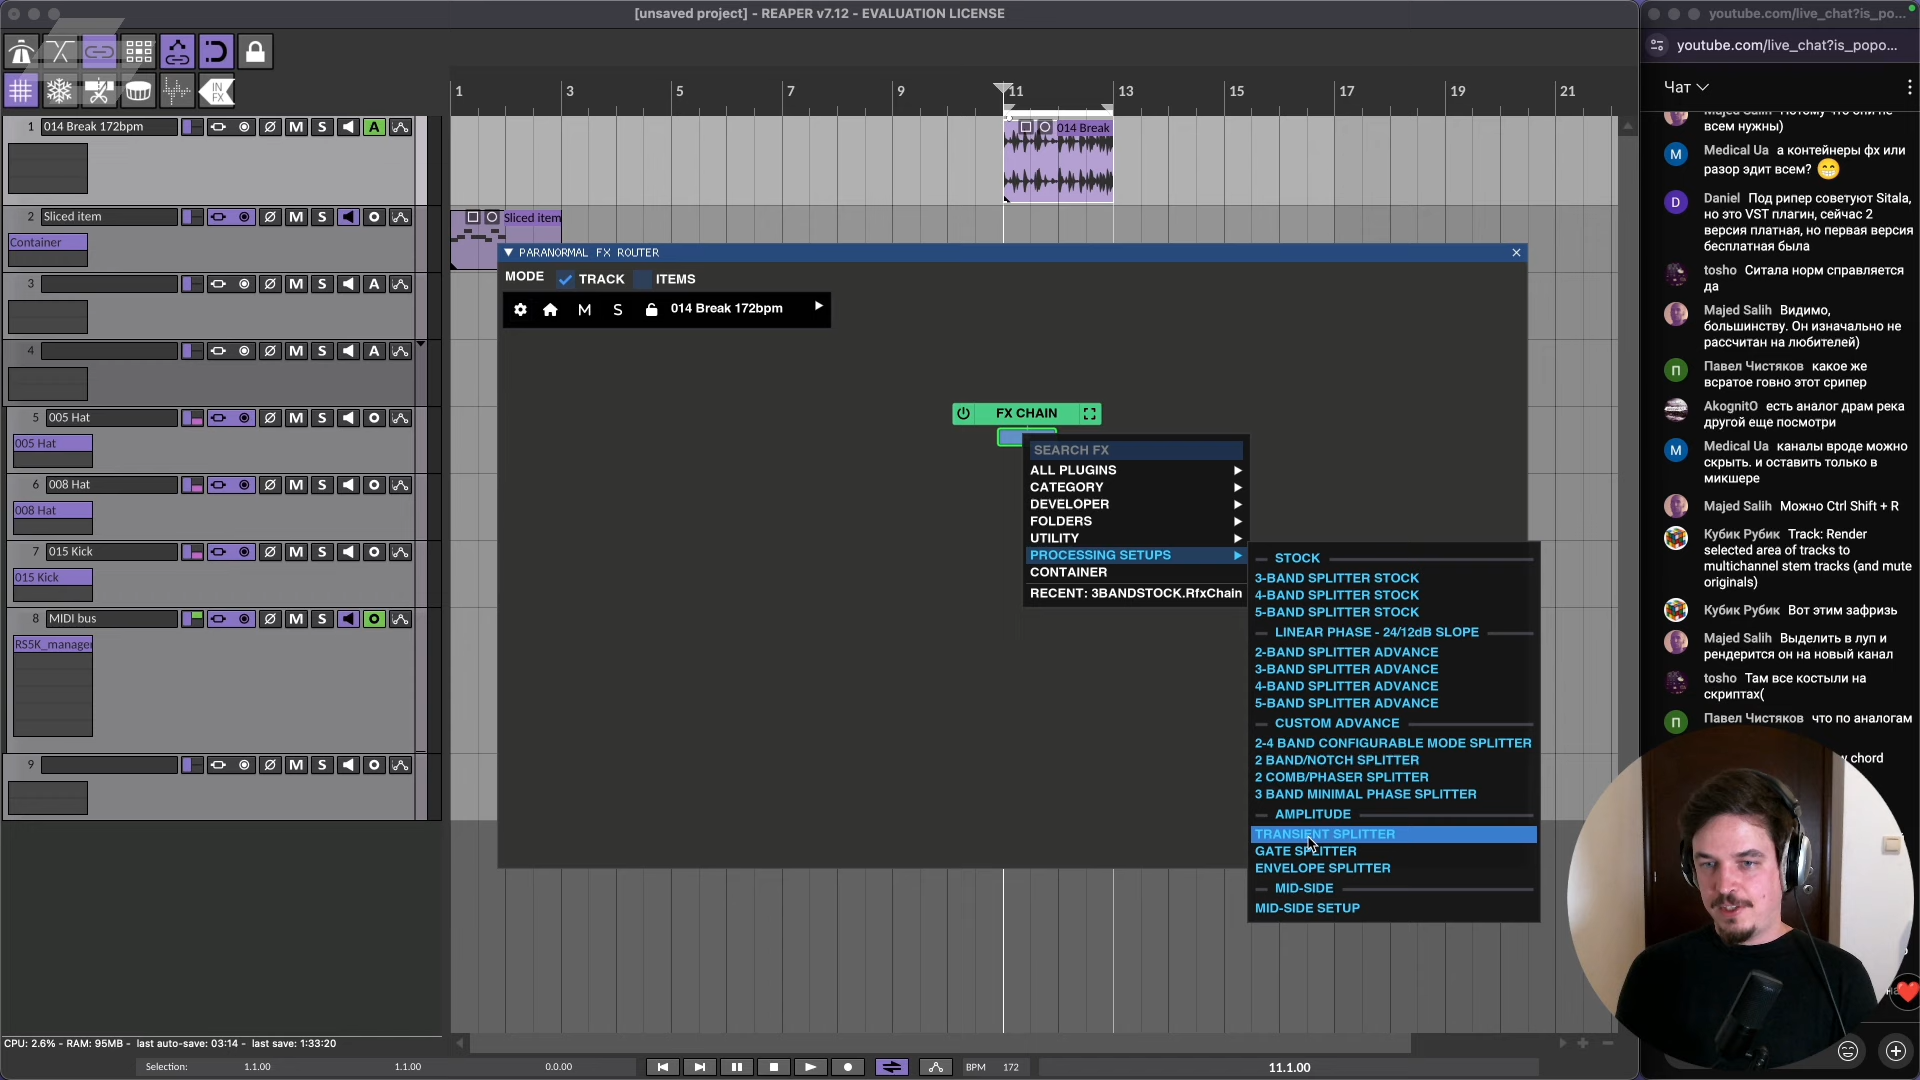 [unsaved project] - REAPER v7.12 - EVALUATION LICENSE
IN
FX
1
3
5
7
9
11
13
15
17
19
21
1 014 Break 172bpm M S A
014 Break
2 Sliced item M S
Container
Sliced item
3 M S A
4 M S A
5 005 Hat M S
005 Hat
6 008 Hat M S
008 Hat
7 015 Kick M S
015 Kick
8 MIDI bus M S
RS5K_manager
9 M S
PARANORMAL FX ROUTER
MODE TRACK ITEMS
M S 014 Break 172bpm
FX CHAIN
SEARCH FX
ALL PLUGINS
CATEGORY
DEVELOPER
FOLDERS
UTILITY
PROCESSING SETUPS
CONTAINER
RECENT: 3BANDSTOCK.RfxChain
STOCK
3-BAND SPLITTER STOCK
4-BAND SPLITTER STOCK
5-BAND SPLITTER STOCK
LINEAR PHASE - 24/12dB SLOPE
2-BAND SPLITTER ADVANCE
3-BAND SPLITTER ADVANCE
4-BAND SPLITTER ADVANCE
5-BAND SPLITTER ADVANCE
CUSTOM ADVANCE
2-4 BAND CONFIGURABLE MODE SPLITTER
2 BAND/NOTCH SPLITTER
2 COMB/PHASER SPLITTER
3 BAND MINIMAL PHASE SPLITTER
AMPLITUDE
TRANSIENT SPLITTER
GATE SPLITTER
ENVELOPE SPLITTER
MID-SIDE
MID-SIDE SETUP
CPU: 2.6% - RAM: 95MB - last auto-save: 03:14 - last save: 1:33:20
Selection: 1.1.00 1.1.00 0.0.00
BPM 172
11.1.00
youtube.com/live_chat?is_po...
youtube.com/live_chat?is_popo...
Чат
всем нужны)
M Medical Ua а контейнеры фх или
разор эдит всем?
D Daniel Под рипер советуют Sitala,
но это VST плагин, сейчас 2
версия платная, но первая версия
бесплатная была
tosho Ситала норм справляется
да
Majed Salih Видимо,
большинству. Он изначально не
рассчитан на любителей)
П Павел Чистяков какое же
всратое говно этот срипер
AkognitO есть аналог драм река
другой еще посмотри
M Medical Ua каналы вроде можно
скрыть. и оставить только в
микшере
Majed Salih Можно Ctrl Shift + R
Кубик Рубик Track: Render
selected area of tracks to
multichannel stem tracks (and mute
originals)
Кубик Рубик Вот этим зафризь
Majed Salih Выделить в луп и
рендерится он на новый канал
tosho Там все костыли на
скриптах(
П Павел Чистяков что по аналогам
chord